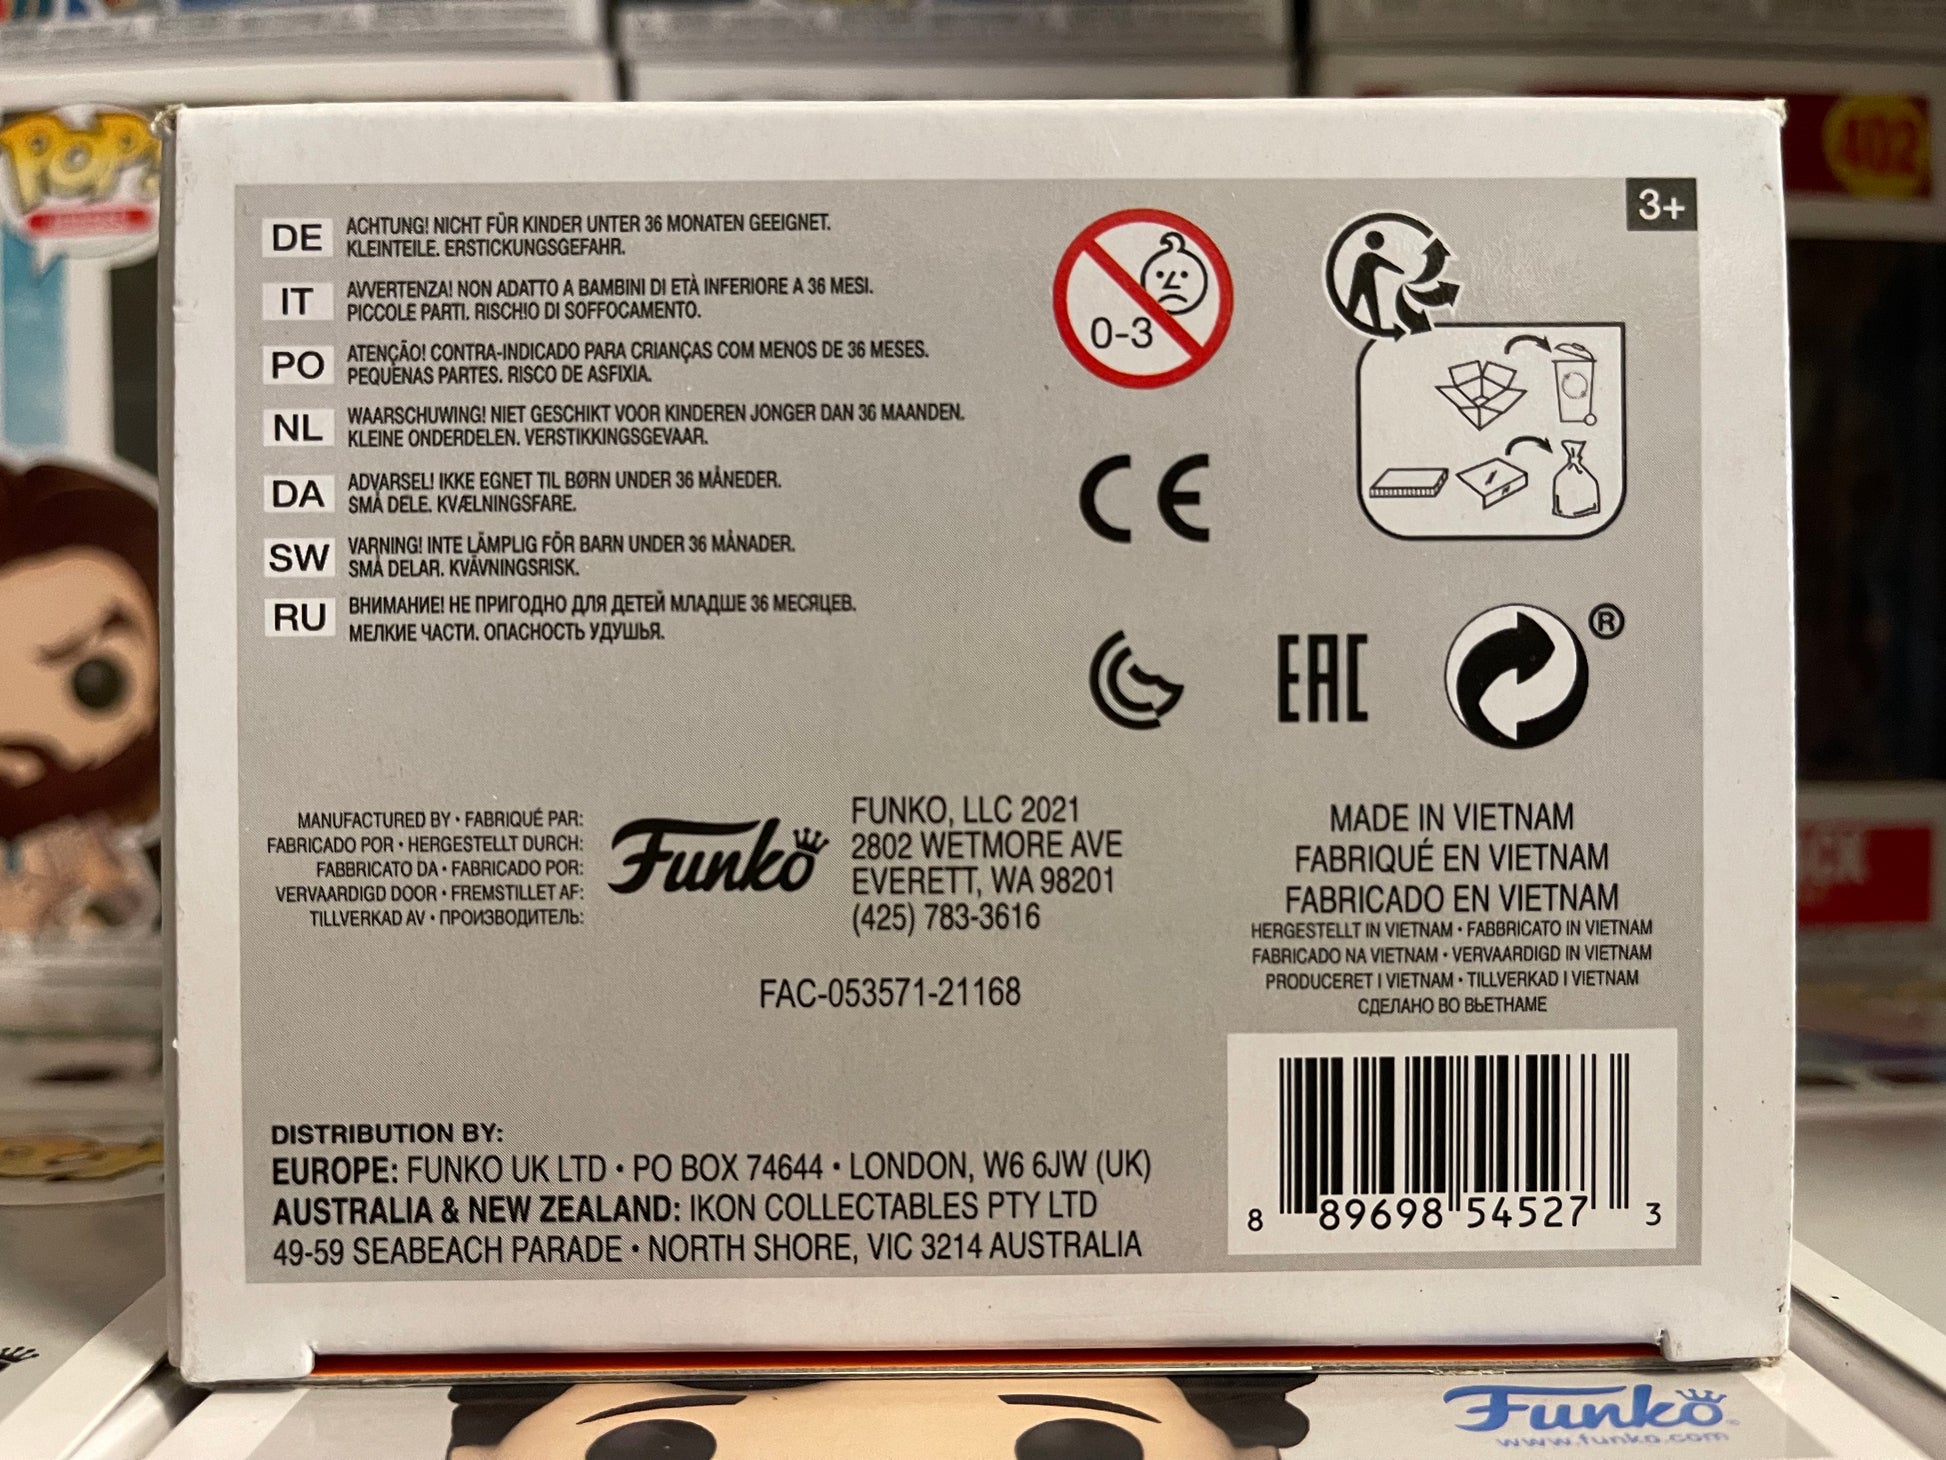 POP!
402
3+
DE
ACHTUNG! NICHT FÜR KINDER UNTER 36 MONATEN GEEIGNET.
KLEINTEILE. ERSTICKUNGSGEFAHR.
IT
AVVERTENZA! NON ADATTO A BAMBINI DI ETÀ INFERIORE A 36 MESI.
PICCOLE PARTI. RISCHIO DI SOFFOCAMENTO.
PO
ATENÇÃO! CONTRA-INDICADO PARA CRIANÇAS COM MENOS DE 36 MESES.
PEQUENAS PARTES. RISCO DE ASFIXIA.
NL
WAARSCHUWING! NIET GESCHIKT VOOR KINDEREN JONGER DAN 36 MAANDEN.
KLEINE ONDERDELEN. VERSTIKKINGSGEVAAR.
DA
ADVARSEL! IKKE EGNET TIL BØRN UNDER 36 MÅNEDER.
SMÅ DELE. KVÆLNINGSFARE.
SW
VARNING! INTE LÄMPLIG FÖR BARN UNDER 36 MÅNADER.
SMÅ DELAR. KVÄVNINGSRISK.
RU
ВНИМАНИЕ! НЕ ПРИГОДНО ДЛЯ ДЕТЕЙ МЛАДШЕ 36 МЕСЯЦЕВ.
МЕЛКИЕ ЧАСТИ. ОПАСНОСТЬ УДУШЬЯ.
0-3
CE
EAC
®
MANUFACTURED BY • FABRIQUÉ PAR:
FABRICADO POR • HERGESTELLT DURCH:
FABBRICATO DA • FABRICADO POR:
VERVAARDIGD DOOR • FREMSTILLET AF:
TILLVERKAD AV • ПРОИЗВОДИТЕЛЬ:
Funko
FUNKO, LLC 2021
2802 WETMORE AVE
EVERETT, WA 98201
(425) 783-3616
FAC-053571-21168
MADE IN VIETNAM
FABRIQUÉ EN VIETNAM
FABRICADO EN VIETNAM
HERGESTELLT IN VIETNAM • FABBRICATO IN VIETNAM
FABRICADO NA VIETNAM • VERVAARDIGD IN VIETNAM
PRODUCERET I VIETNAM • TILLVERKAD I VIETNAM
СДЕЛАНО ВО ВЬЕТНАМЕ
DISTRIBUTION BY:
EUROPE: FUNKO UK LTD • PO BOX 74644 • LONDON, W6 6JW (UK)
AUSTRALIA & NEW ZEALAND: IKON COLLECTABLES PTY LTD
49-59 SEABEACH PARADE • NORTH SHORE, VIC 3214 AUSTRALIA
8 89698 54527 3
Funko
www.funko.com